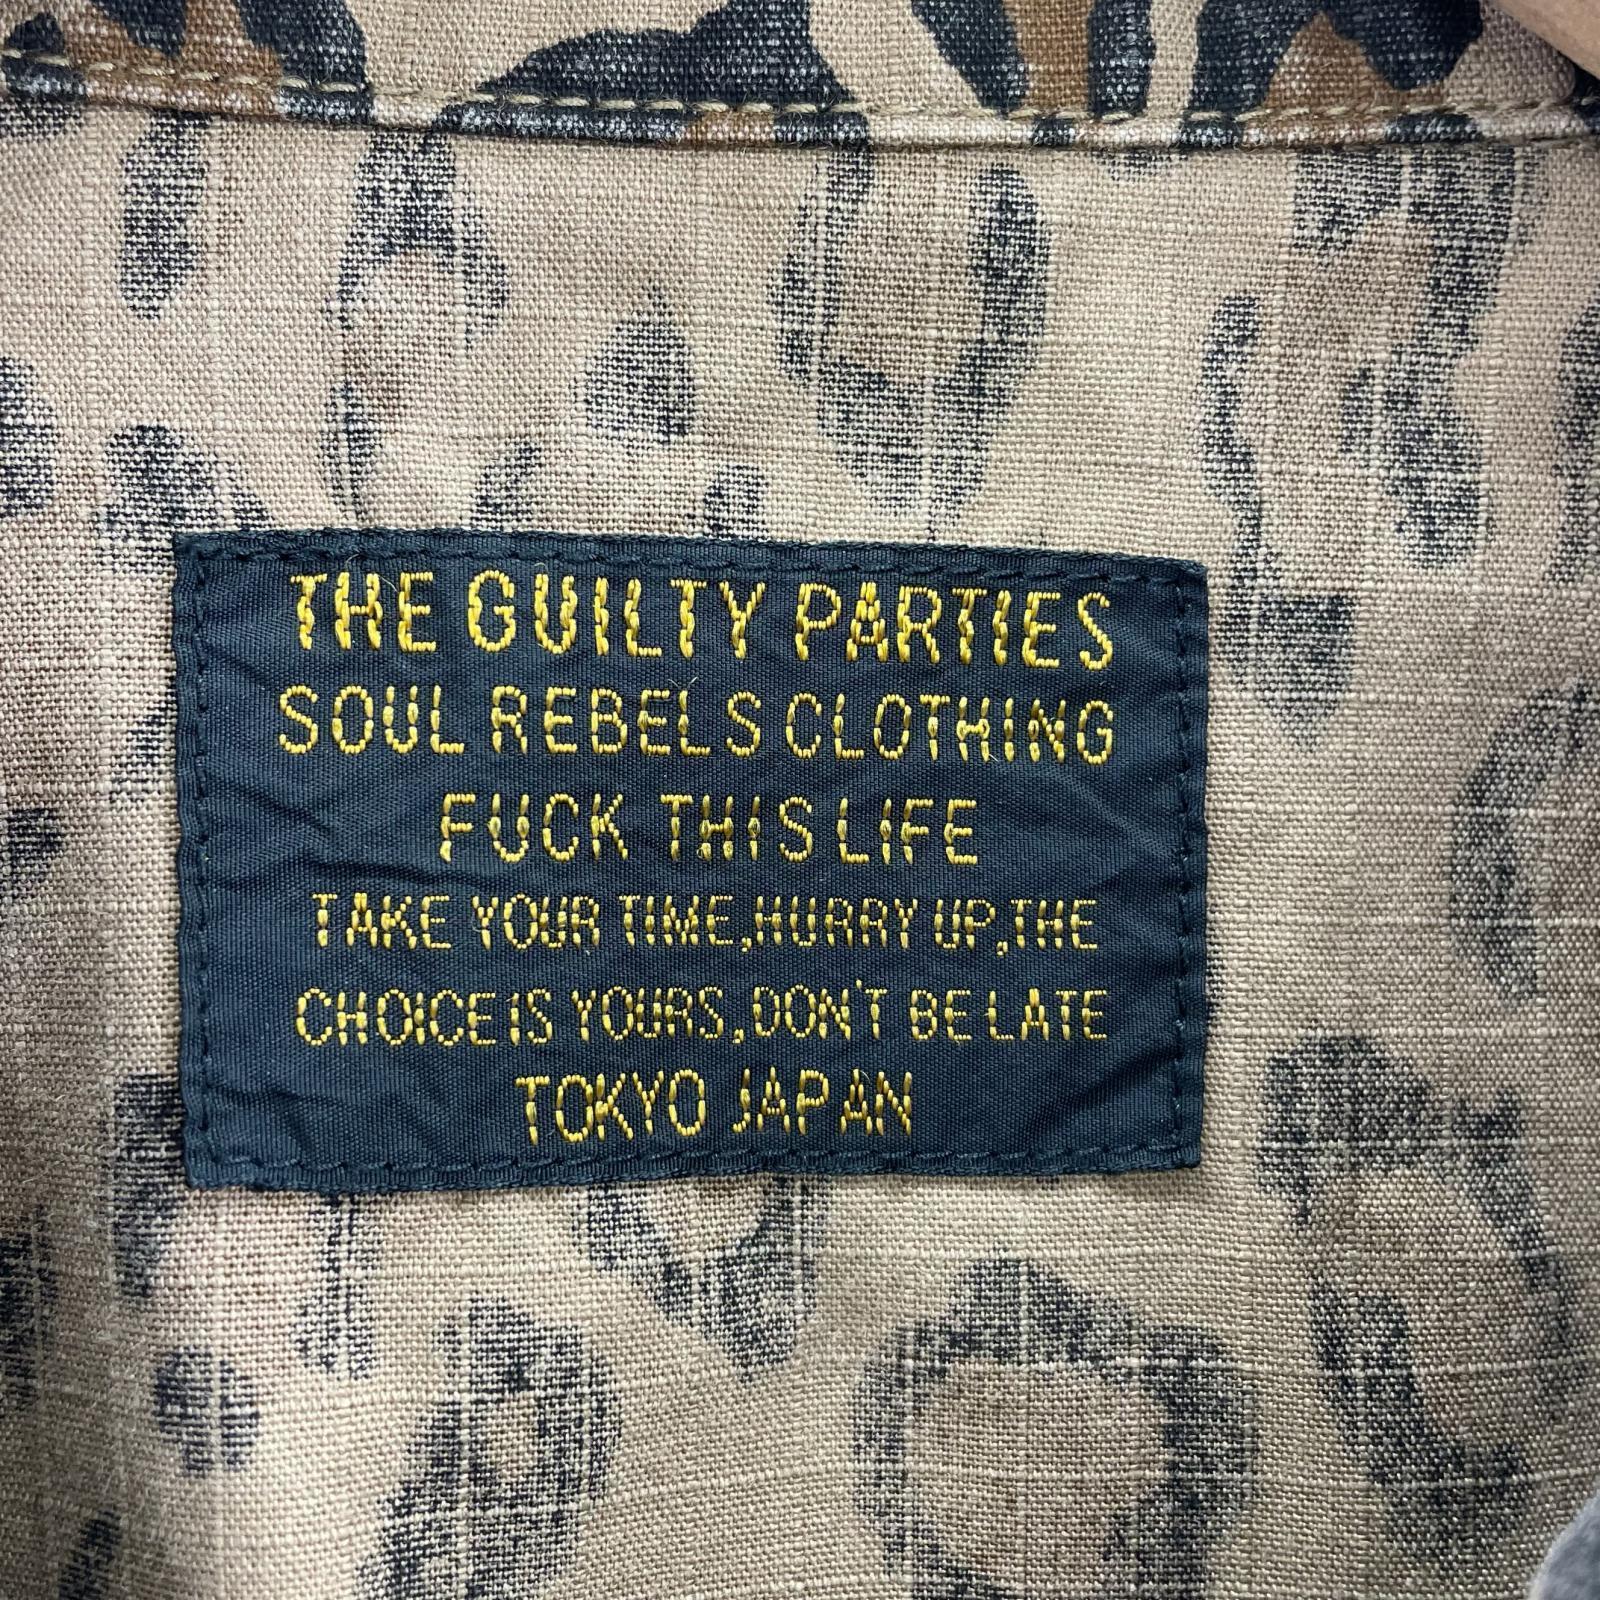 THE GUILTY PARTIES
SOUL REBELS CLOTHING
FUCK THIS LIFE
TAKE YOUR TIME,HURRY UP,THE
CHOICE IS YOURS,DON'T BE LATE
TOKYO JAPAN